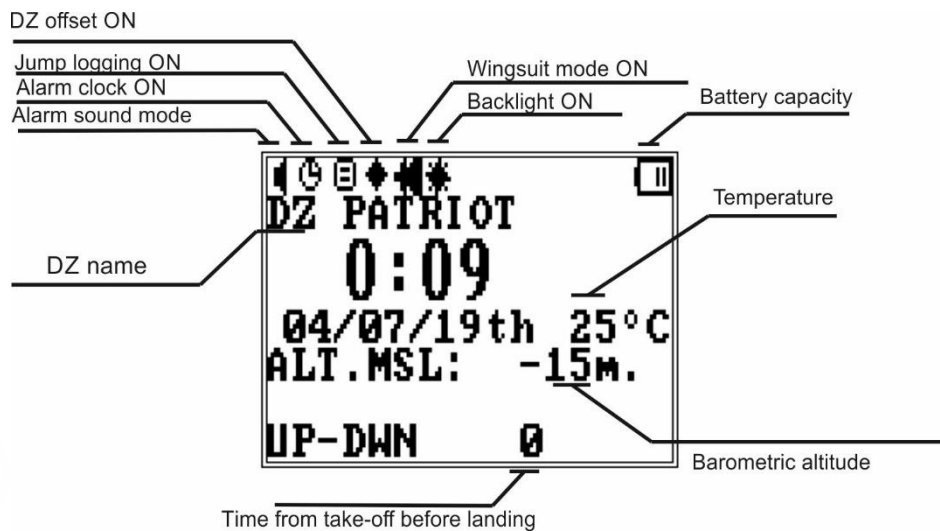 DZ offset ON
Jump logging ON
Alarm clock ON
Alarm sound mode
Wingsuit mode ON
Backlight ON
Battery capacity
DZ PATRIOT
Temperature
DZ name
0:09
04/07/19th 25°C
ALT.MSL: -15m.
UP-DWN 0
Barometric altitude
Time from take-off before landing